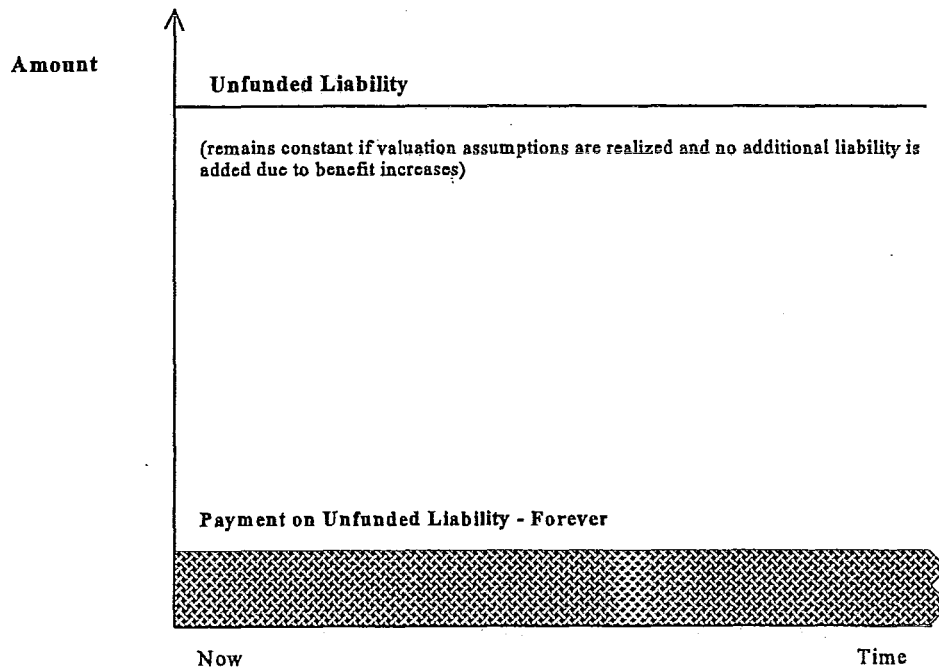 Amount
Unfunded Liability
(remains constant if valuation assumptions are realized and no additional liability is
added due to benefit increases)
Payment on Unfunded Liability - Forever
Now
Time